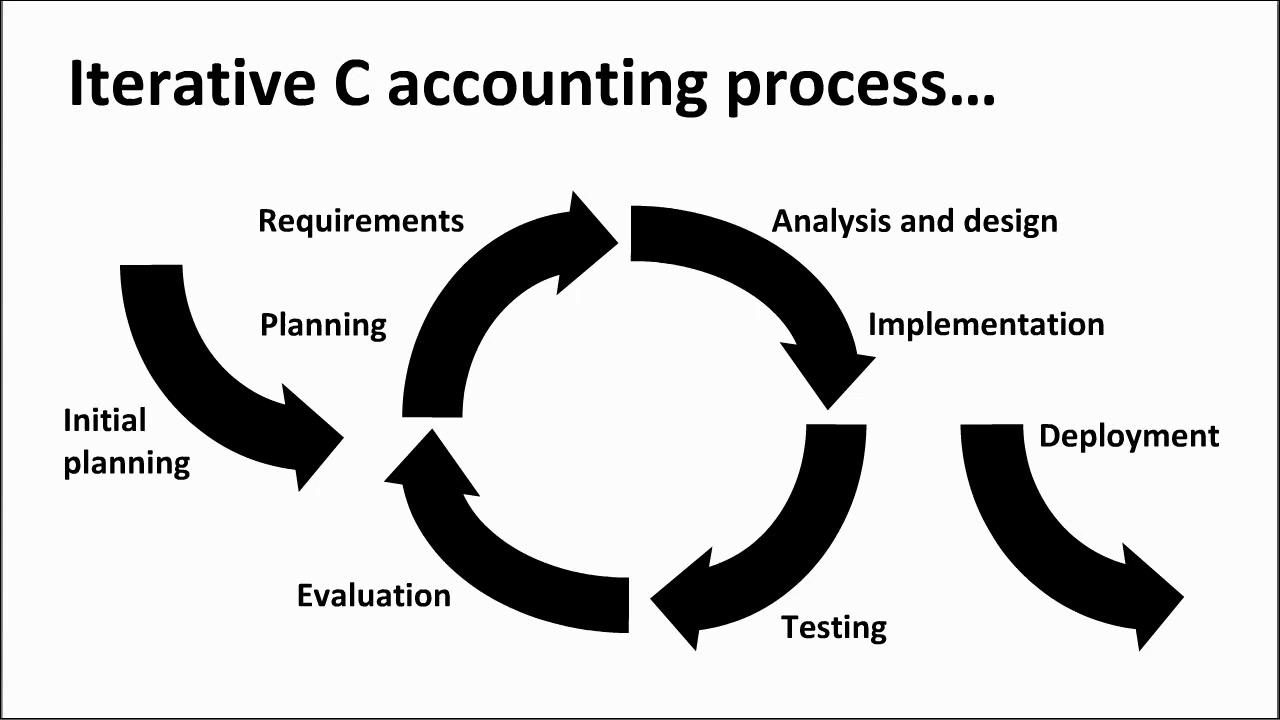 Iterative C accounting process...
Requirements
Analysis and design
Planning
Implementation
Initial
planning
Deployment
Evaluation
Testing